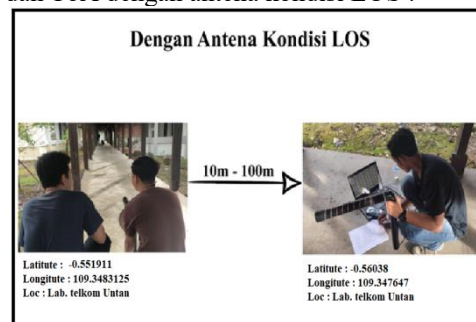 Dengan Antena Kondisi LOS
10m - 100m
Latitute : -0.551911
Longitute : 109.3483125
Loc : Lab. telkom Untan
Latitute : -0.56038
Longitute : 109.347647
Loc : Lab. telkom Untan